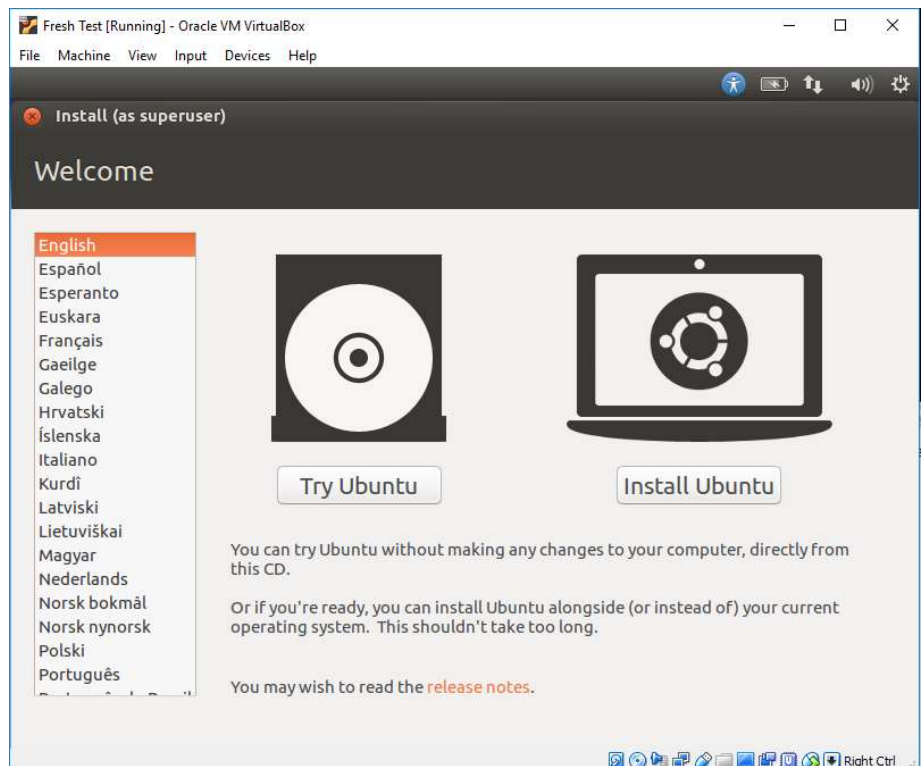 Fresh Test [Running] - Oracle VM VirtualBox
File Machine View Input Devices Help
Install (as superuser)
Welcome
English
Español
Esperanto
Euskara
Français
Gaeilge
Galego
Hrvatski
Íslenska
Italiano
Kurdî
Latviski
Lietuviškai
Magyar
Nederlands
Norsk bokmål
Norsk nynorsk
Polski
Português
Try Ubuntu
Install Ubuntu
You can try Ubuntu without making any changes to your computer, directly from
this CD.
Or if you're ready, you can install Ubuntu alongside (or instead of) your current
operating system. This shouldn't take too long.
You may wish to read the release notes.
Right Ctrl